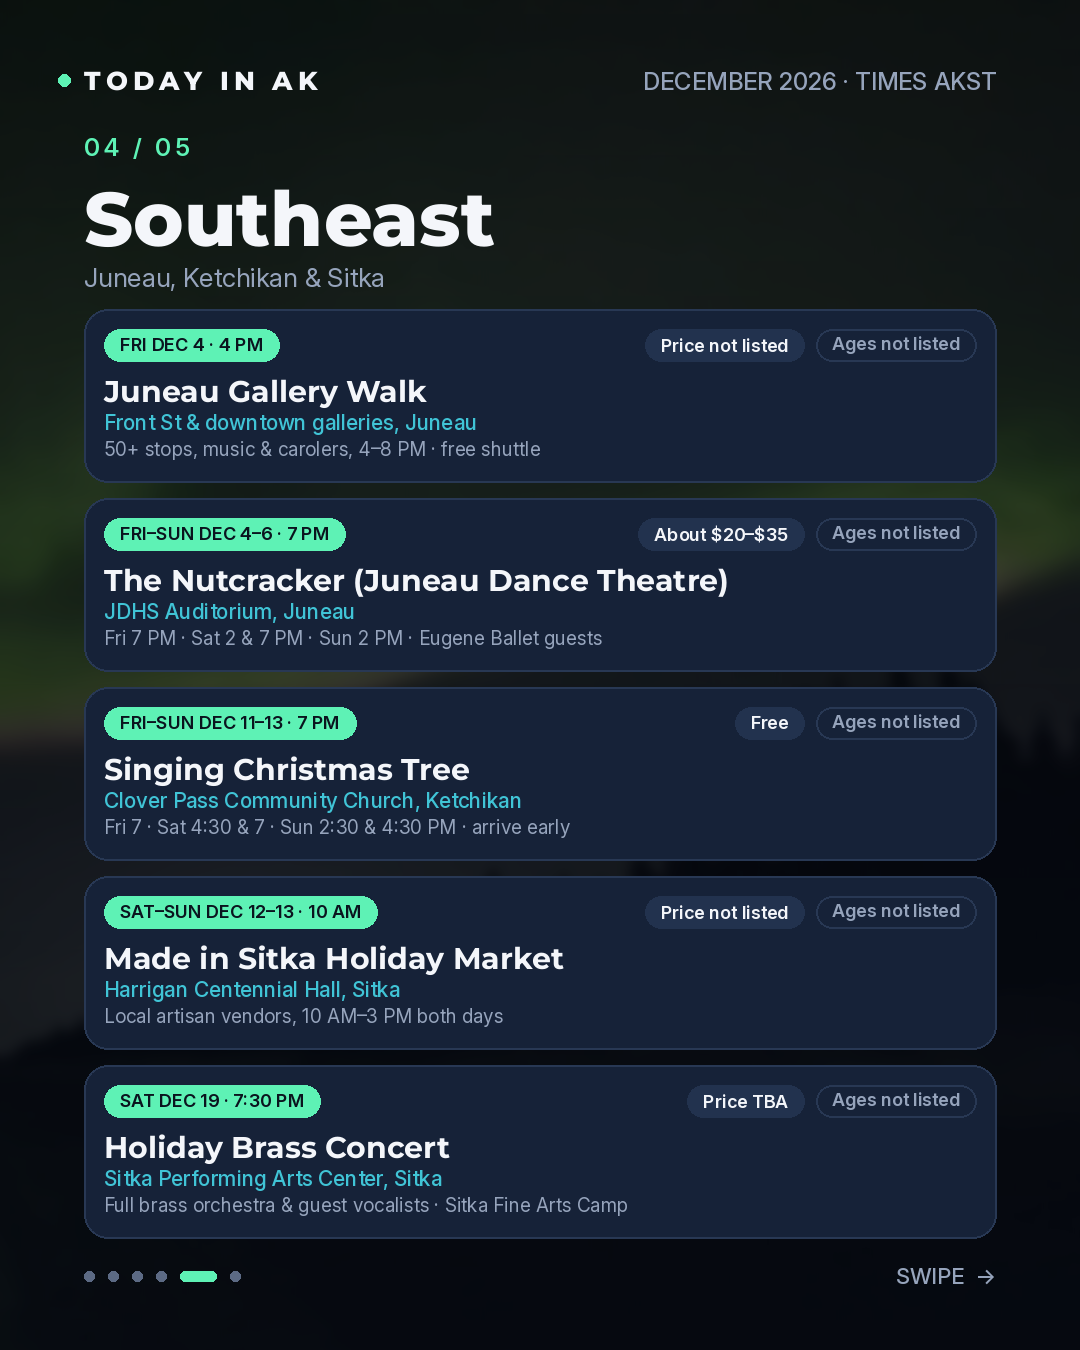 TODAY IN AK
DECEMBER 2026 · TIMES AKST
04 / 05
Southeast
Juneau, Ketchikan & Sitka
FRI DEC 4 · 4 PM
Price not listed
Ages not listed
Juneau Gallery Walk
Front St & downtown galleries, Juneau
50+ stops, music & carolers, 4–8 PM · free shuttle
FRI–SUN DEC 4–6 · 7 PM
About $20–$35
Ages not listed
The Nutcracker (Juneau Dance Theatre)
JDHS Auditorium, Juneau
Fri 7 PM · Sat 2 & 7 PM · Sun 2 PM · Eugene Ballet guests
FRI–SUN DEC 11–13 · 7 PM
Free
Ages not listed
Singing Christmas Tree
Clover Pass Community Church, Ketchikan
Fri 7 · Sat 4:30 & 7 · Sun 2:30 & 4:30 PM · arrive early
SAT–SUN DEC 12–13 · 10 AM
Price not listed
Ages not listed
Made in Sitka Holiday Market
Harrigan Centennial Hall, Sitka
Local artisan vendors, 10 AM–3 PM both days
SAT DEC 19 · 7:30 PM
Price TBA
Ages not listed
Holiday Brass Concert
Sitka Performing Arts Center, Sitka
Full brass orchestra & guest vocalists · Sitka Fine Arts Camp
SWIPE →